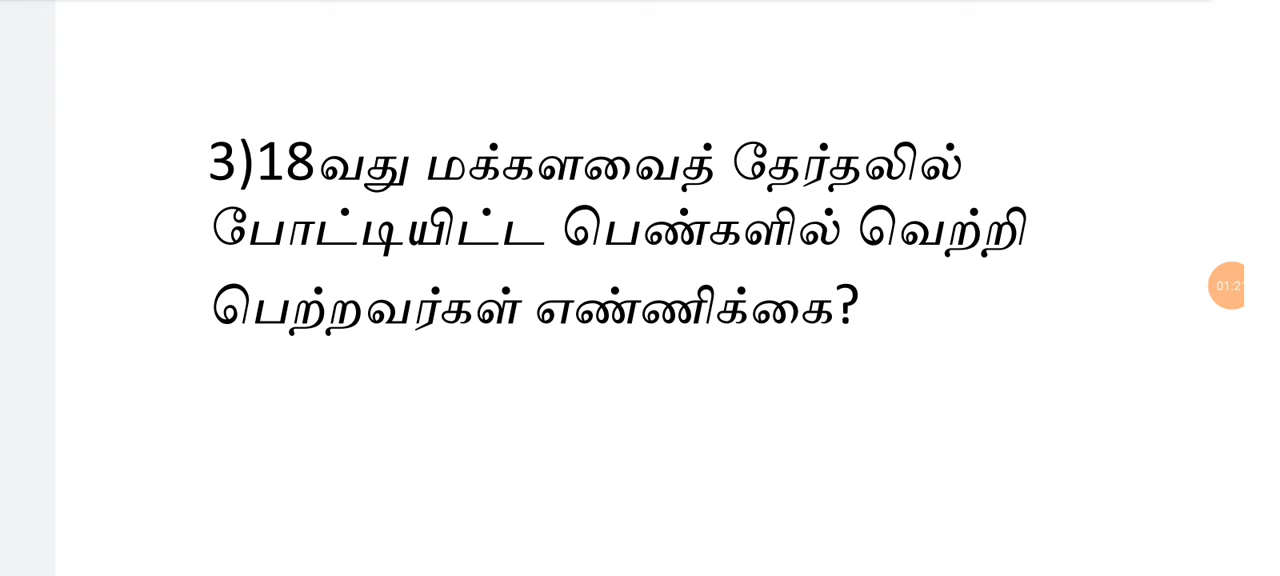 3)18வது மக்களவைத் தேர்தலில்
போட்டியிட்ட பெண்களில் வெற்றி
பெற்றவர்கள் எண்ணிக்கை?